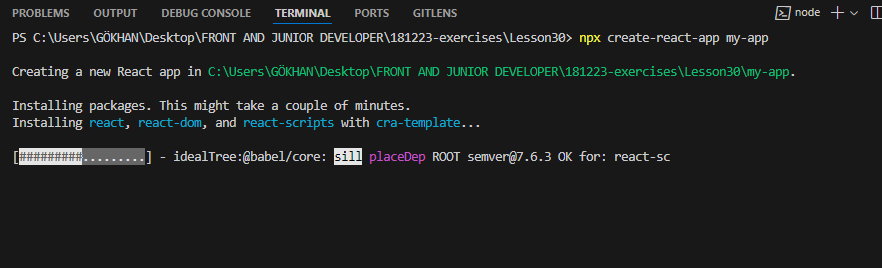 PROBLEMS OUTPUT DEBUG CONSOLE TERMINAL PORTS GITLENS node
PS C:\Users\GÖKHAN\Desktop\FRONT AND JUNIOR DEVELOPER\181223-exercises\Lesson30> npx create-react-app my-app
Creating a new React app in C:\Users\GÖKHAN\Desktop\FRONT AND JUNIOR DEVELOPER\181223-exercises\Lesson30\my-app.
Installing packages. This might take a couple of minutes.
Installing react, react-dom, and react-scripts with cra-template...
[#########.........] - idealTree:@babel/core: sill placeDep ROOT semver@7.6.3 OK for: react-sc